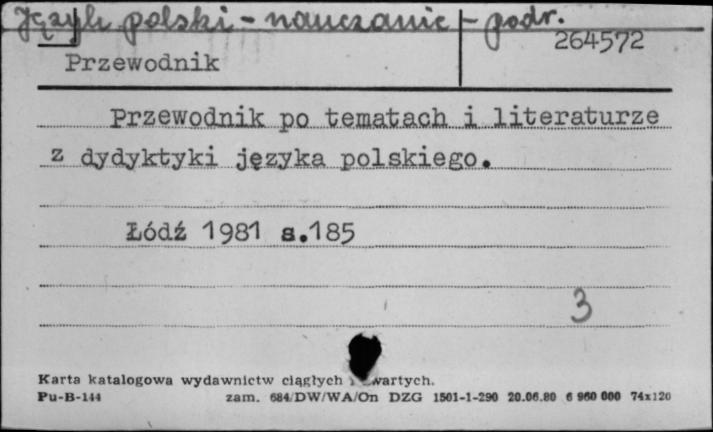 Język polski - nauczanie - podr.
264572
Przewodnik
Przewodnik po tematach i literaturze
z dydyktyki języka polskiego.
Łódź 1981 s.185
3
Karta katalogowa wydawnictw ciągłych i zwartych.
Pu-B-144 zam. 684/DW/WA/On DZG 1501-1-290 20.06.80 6 960 000 74x120